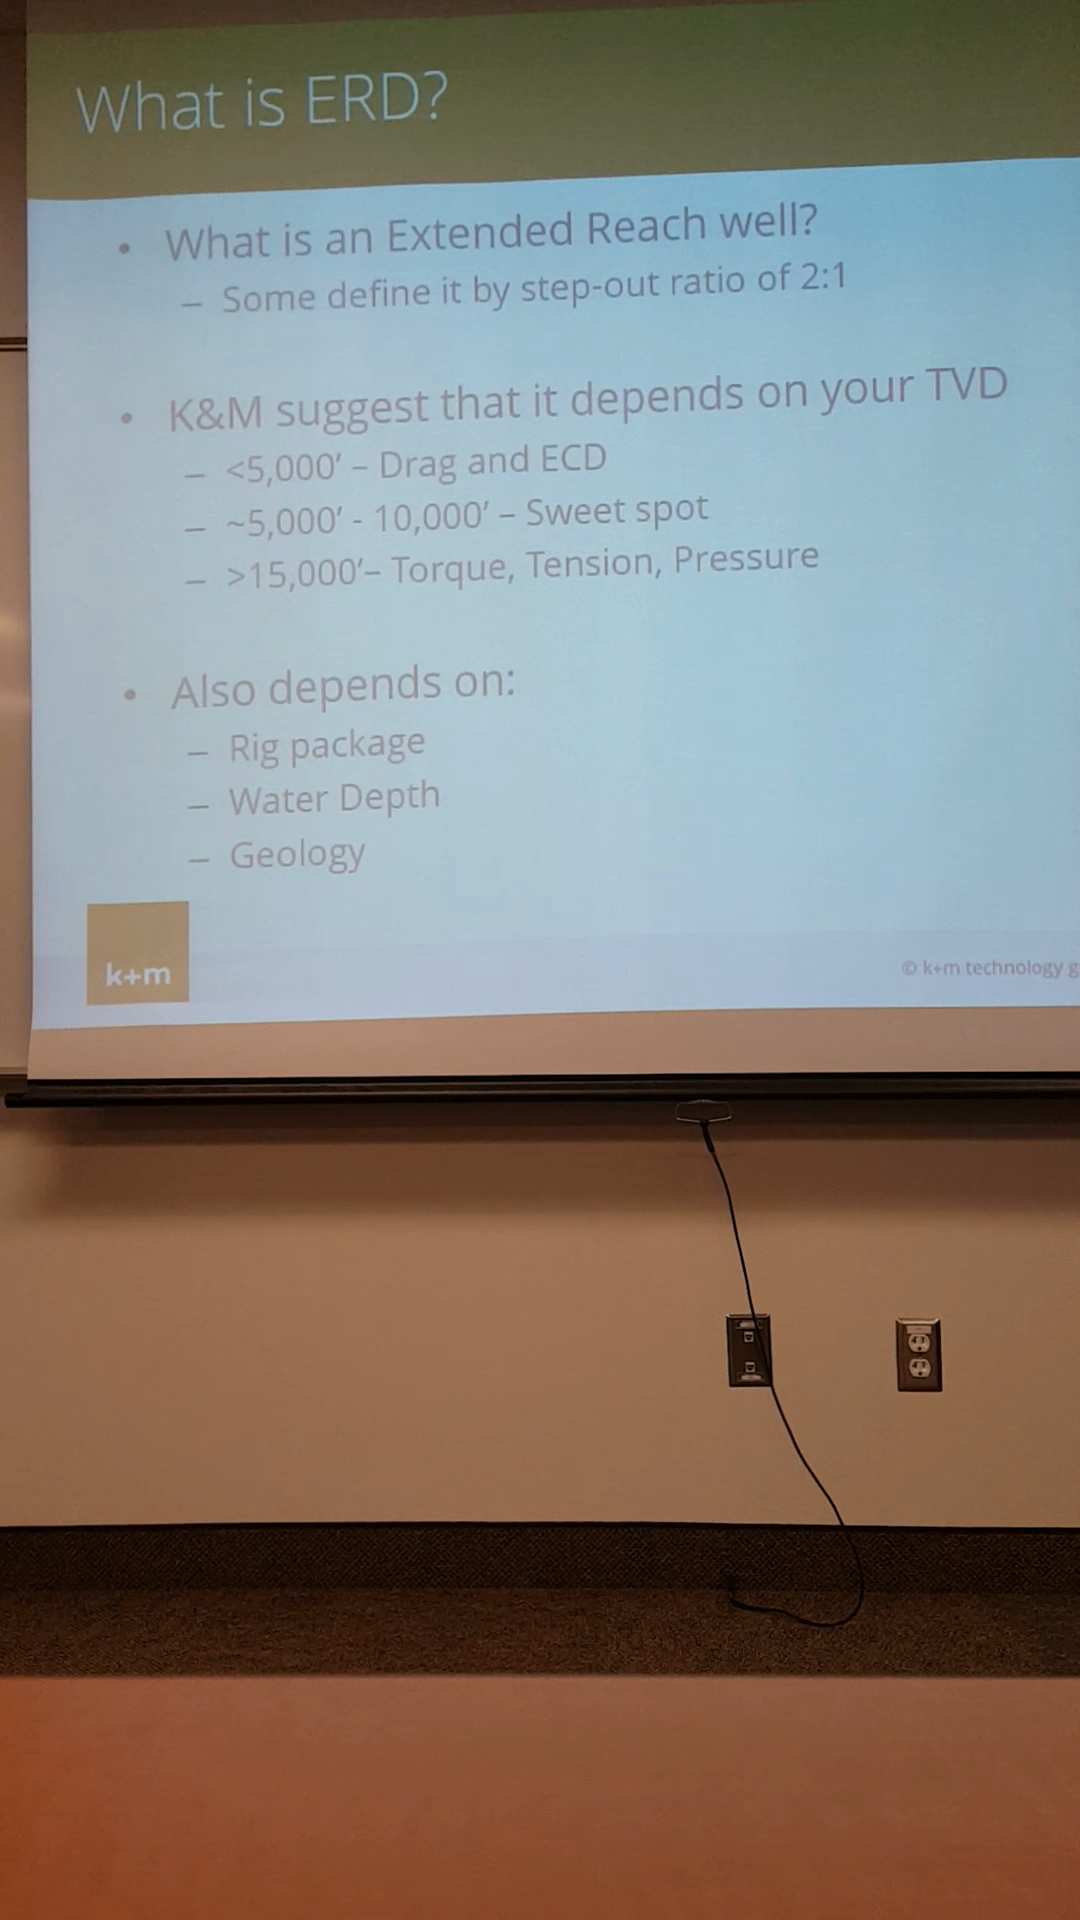 What is ERD?
• What is an Extended Reach well?
– Some define it by step-out ratio of 2:1
• K&M suggest that it depends on your TVD
– <5,000’ – Drag and ECD
– ~5,000’ - 10,000’ – Sweet spot
– >15,000’– Torque, Tension, Pressure
• Also depends on:
– Rig package
– Water Depth
– Geology
k+m
© k+m technology g